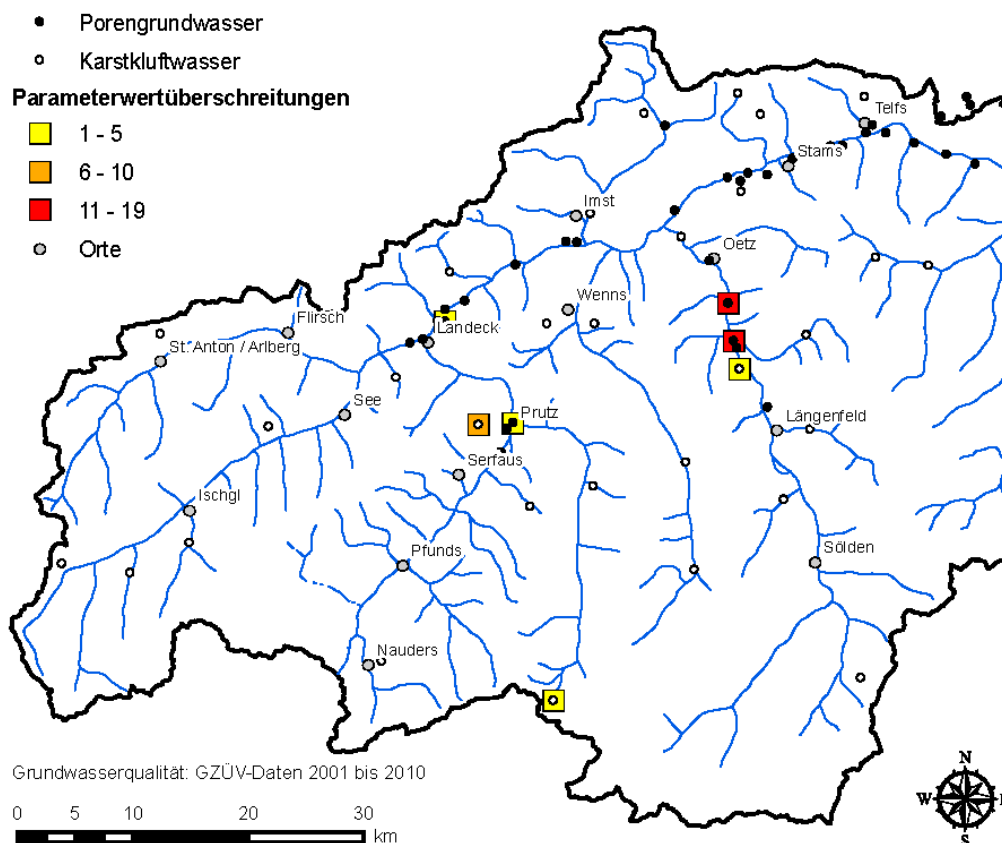 Porengrundwasser
Karstkluftwasser
Parameterwertüberschreitungen
1 - 5
6 - 10
11 - 19
Orte
Telfs
Stams
Imst
Oetz
Wenns
Flirsch
Landeck
St. Anton / Arlberg
See
Prutz
Längenfeld
Serfaus
Ischgl
Pfunds
Sölden
Nauders
Grundwasserqualität: GZÜV-Daten 2001 bis 2010
0 5 10 20 30
km
N
W
S